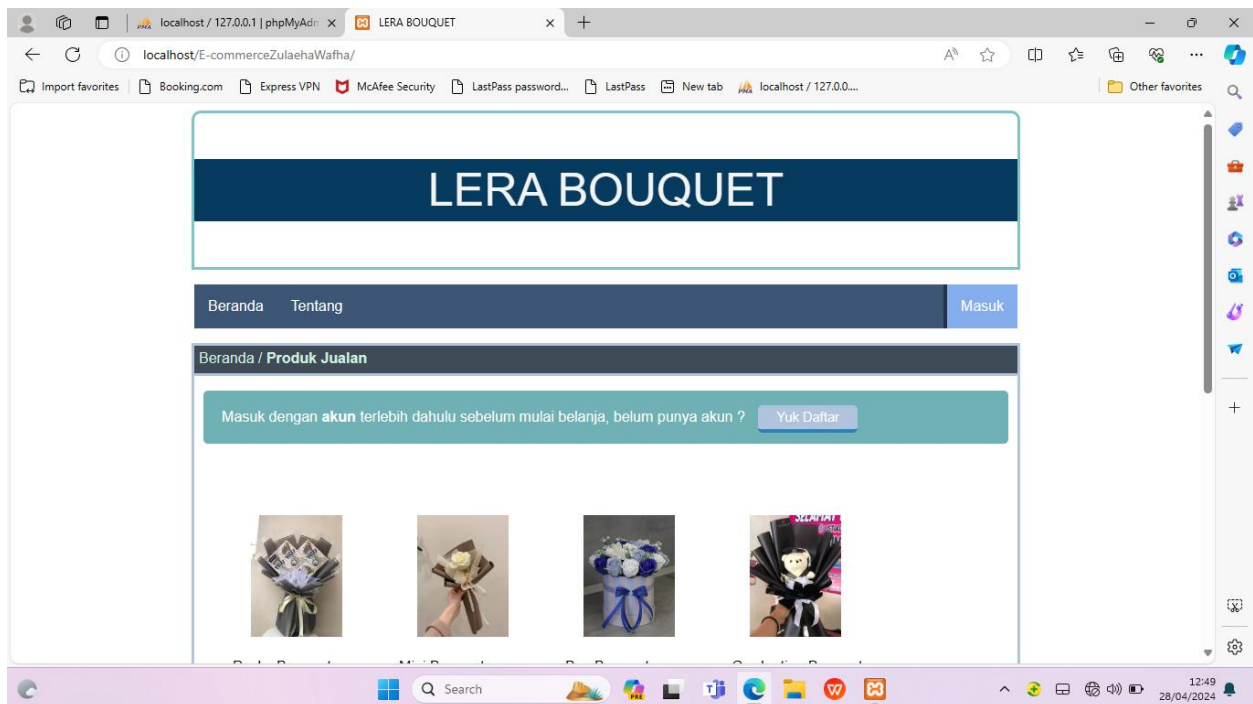 localhost / 127.0.0.1 | phpMyAdn
LERA BOUQUET
localhost/E-commerceZulaehaWafha/
Import favorites
Booking.com
Express VPN
McAfee Security
LastPass password...
LastPass
New tab
localhost / 127.0.0....
Other favorites
LERA BOUQUET
Beranda
Tentang
Masuk
Beranda / Produk Jualan
Masuk dengan akun terlebih dahulu sebelum mulai belanja, belum punya akun ?
Yuk Daftar
SELAMAT
Search
PRE
12:49
28/04/2024